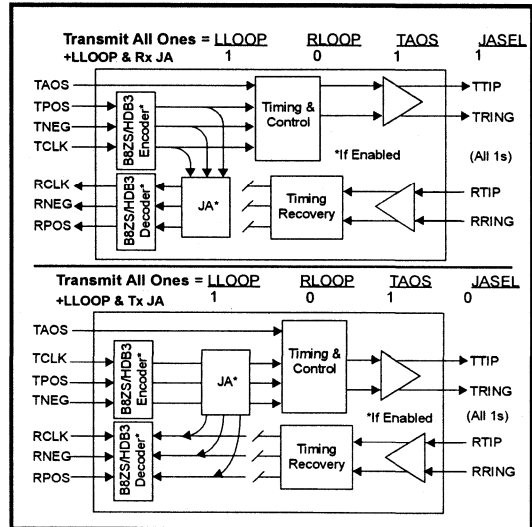 Transmit All Ones = LLOOP RLOOP TAOS JASEL
+LLOOP & Rx JA 1 0 1 1
TAOS
TPOS
TNEG
TCLK
B8ZS/HDB3
Encoder*
Timing &
Control
TTIP
TRING
*If Enabled
(All 1s)
RCLK
RNEG
RPOS
B8ZS/HDB3
Decoder*
JA*
Timing
Recovery
RTIP
RRING
Transmit All Ones = LLOOP RLOOP TAOS JASEL
+LLOOP & Tx JA 1 0 1 0
TAOS
TCLK
TPOS
TNEG
B8ZS/HDB3
Encoder*
JA*
Timing &
Control
TTIP
TRING
*If Enabled
(All 1s)
RCLK
RNEG
RPOS
B8ZS/HDB3
Decoder*
Timing
Recovery
RTIP
RRING